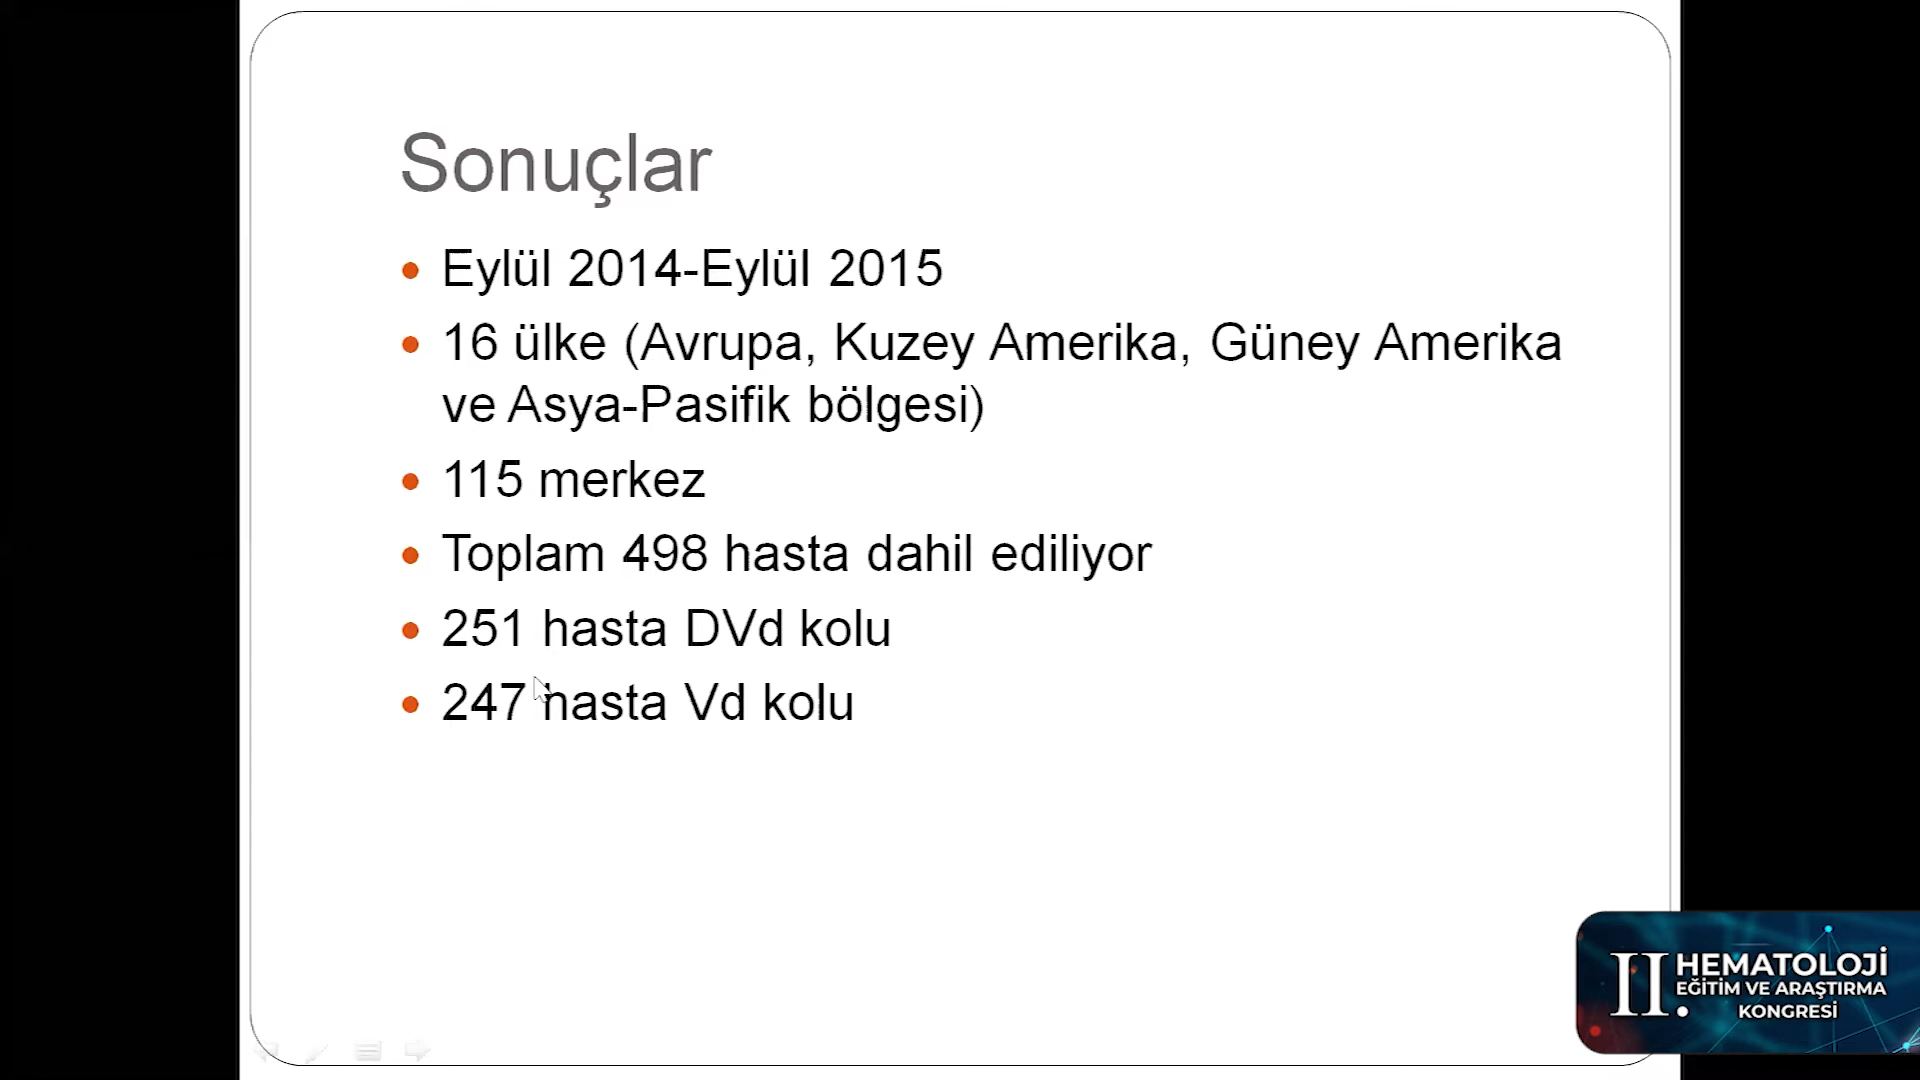 Sonuçlar
Eylül 2014-Eylül 2015
16 ülke (Avrupa, Kuzey Amerika, Güney Amerika
ve Asya-Pasifik bölgesi)
115 merkez
Toplam 498 hasta dahil ediliyor
251 hasta DVd kolu
247 hasta Vd kolu
II. HEMATOLOJİ
EĞİTİM VE ARAŞTIRMA
KONGRESİ